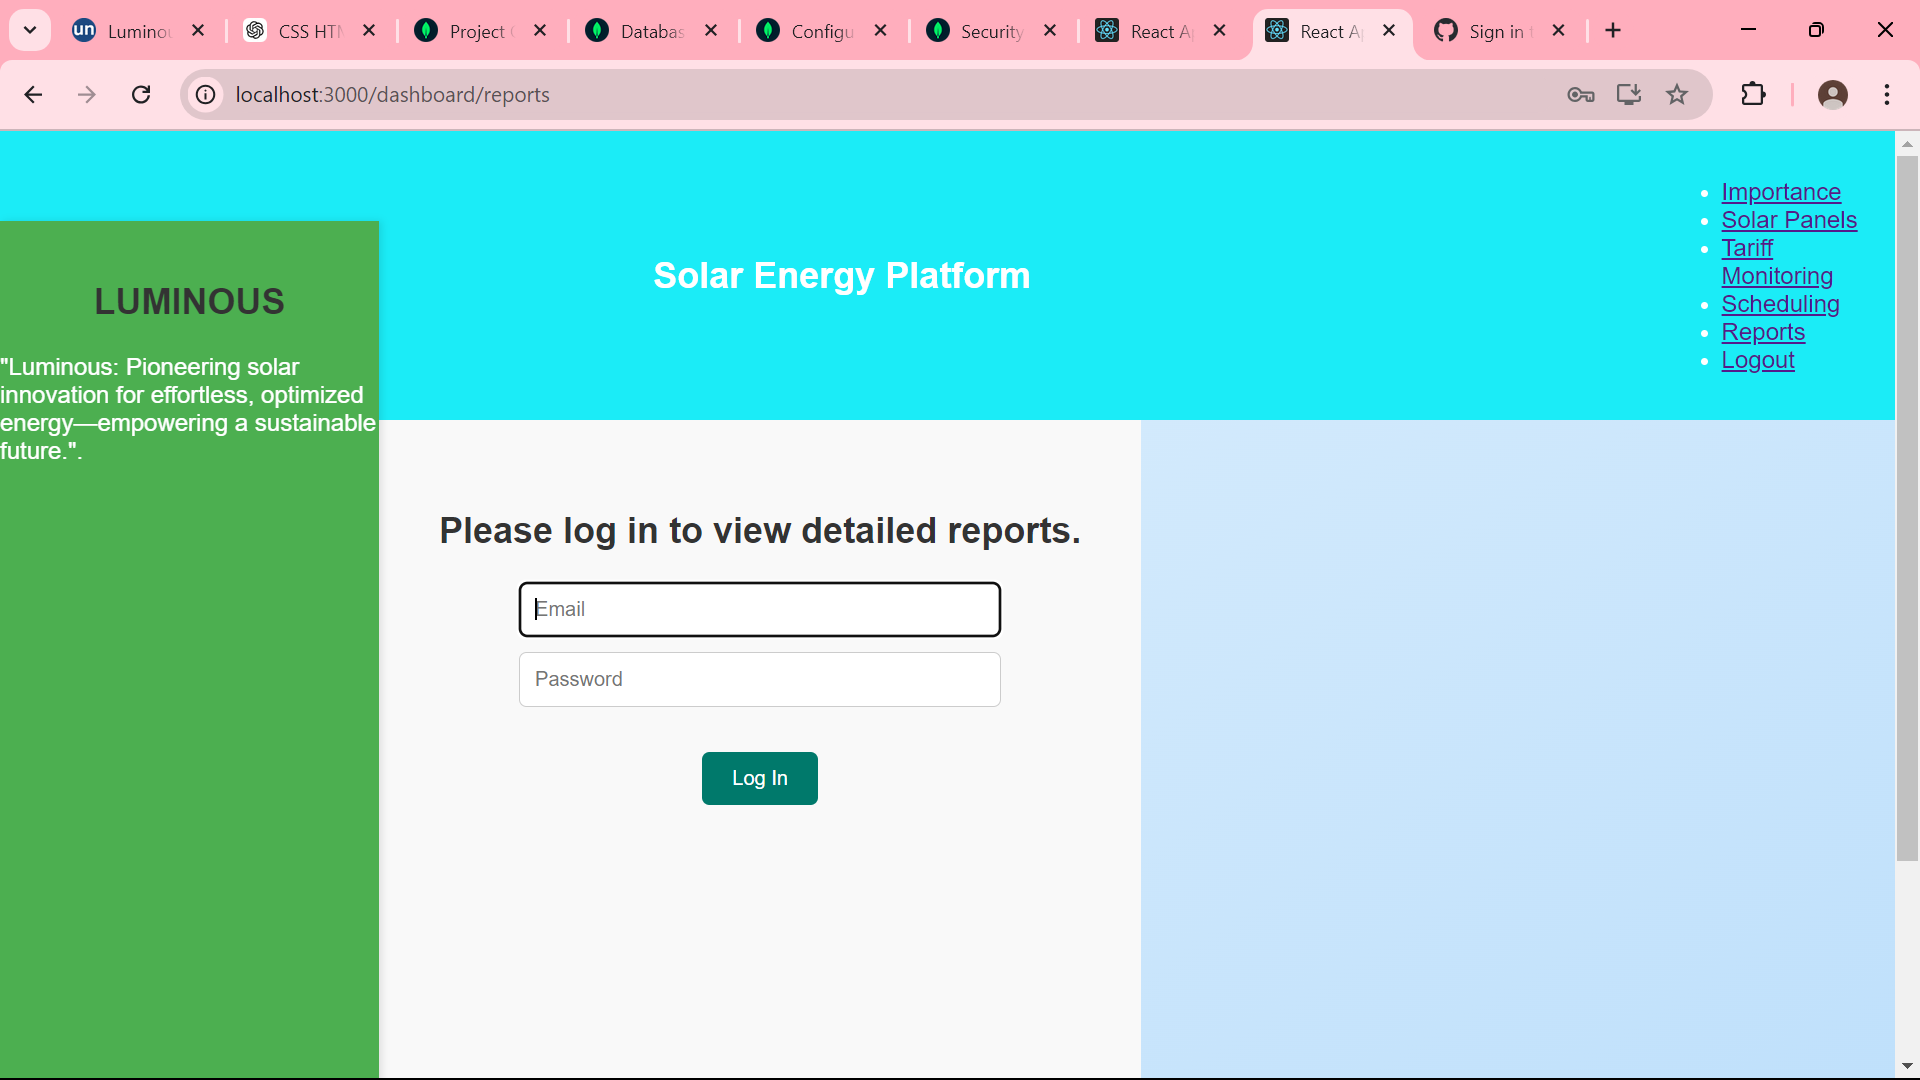 Luminou
CSS HTM
Project
Databas
Configu
Security
React A
React A
Sign in
localhost:3000/dashboard/reports
Importance
Solar Panels
Tariff
Monitoring
Scheduling
Reports
Logout
Solar Energy Platform
LUMINOUS
"Luminous: Pioneering solar
innovation for effortless, optimized
energy—empowering a sustainable
future.".
Please log in to view detailed reports.
Email
Password
Log In